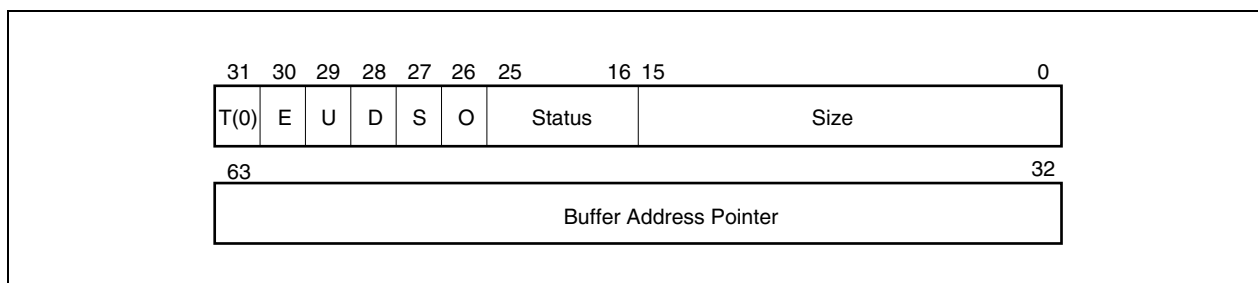 31 30 29 28 27 26 25 16 15 0
T(0) E U D S O Status Size
63 32
Buffer Address Pointer